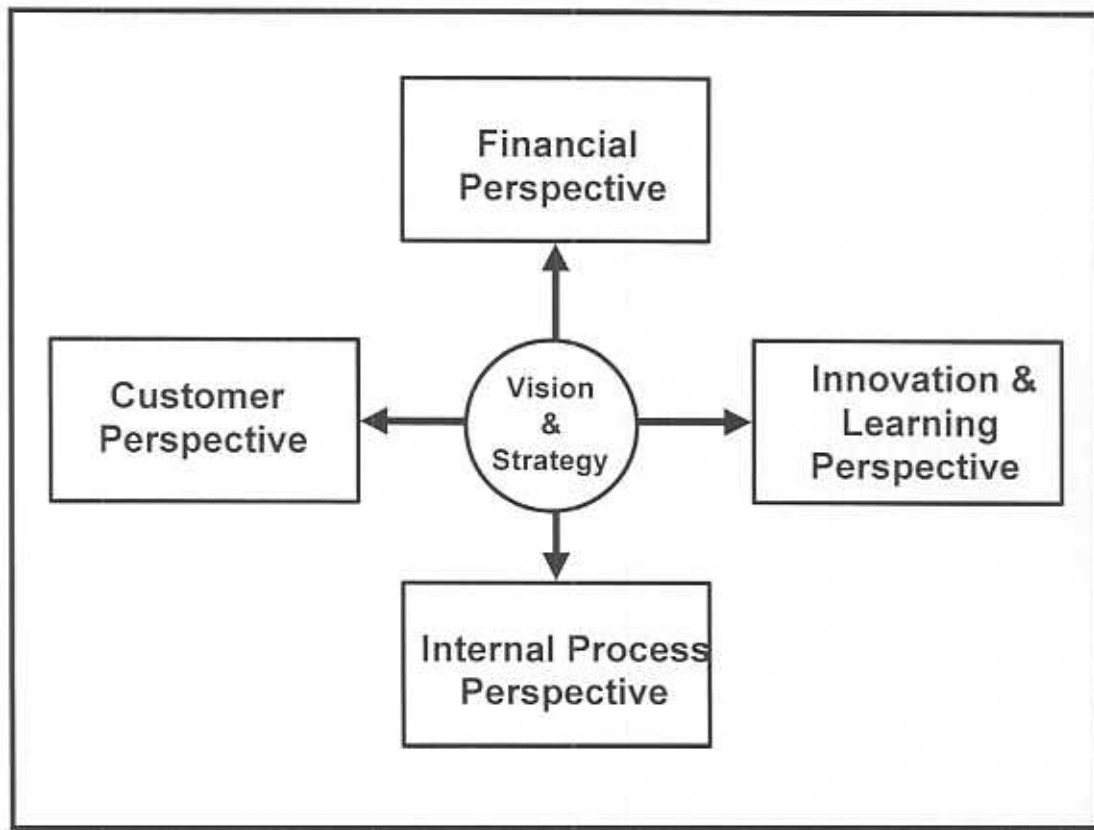 Financial
Perspective
Customer
Perspective
Vision
&
Strategy
Innovation &
Learning
Perspective
Internal Process
Perspective